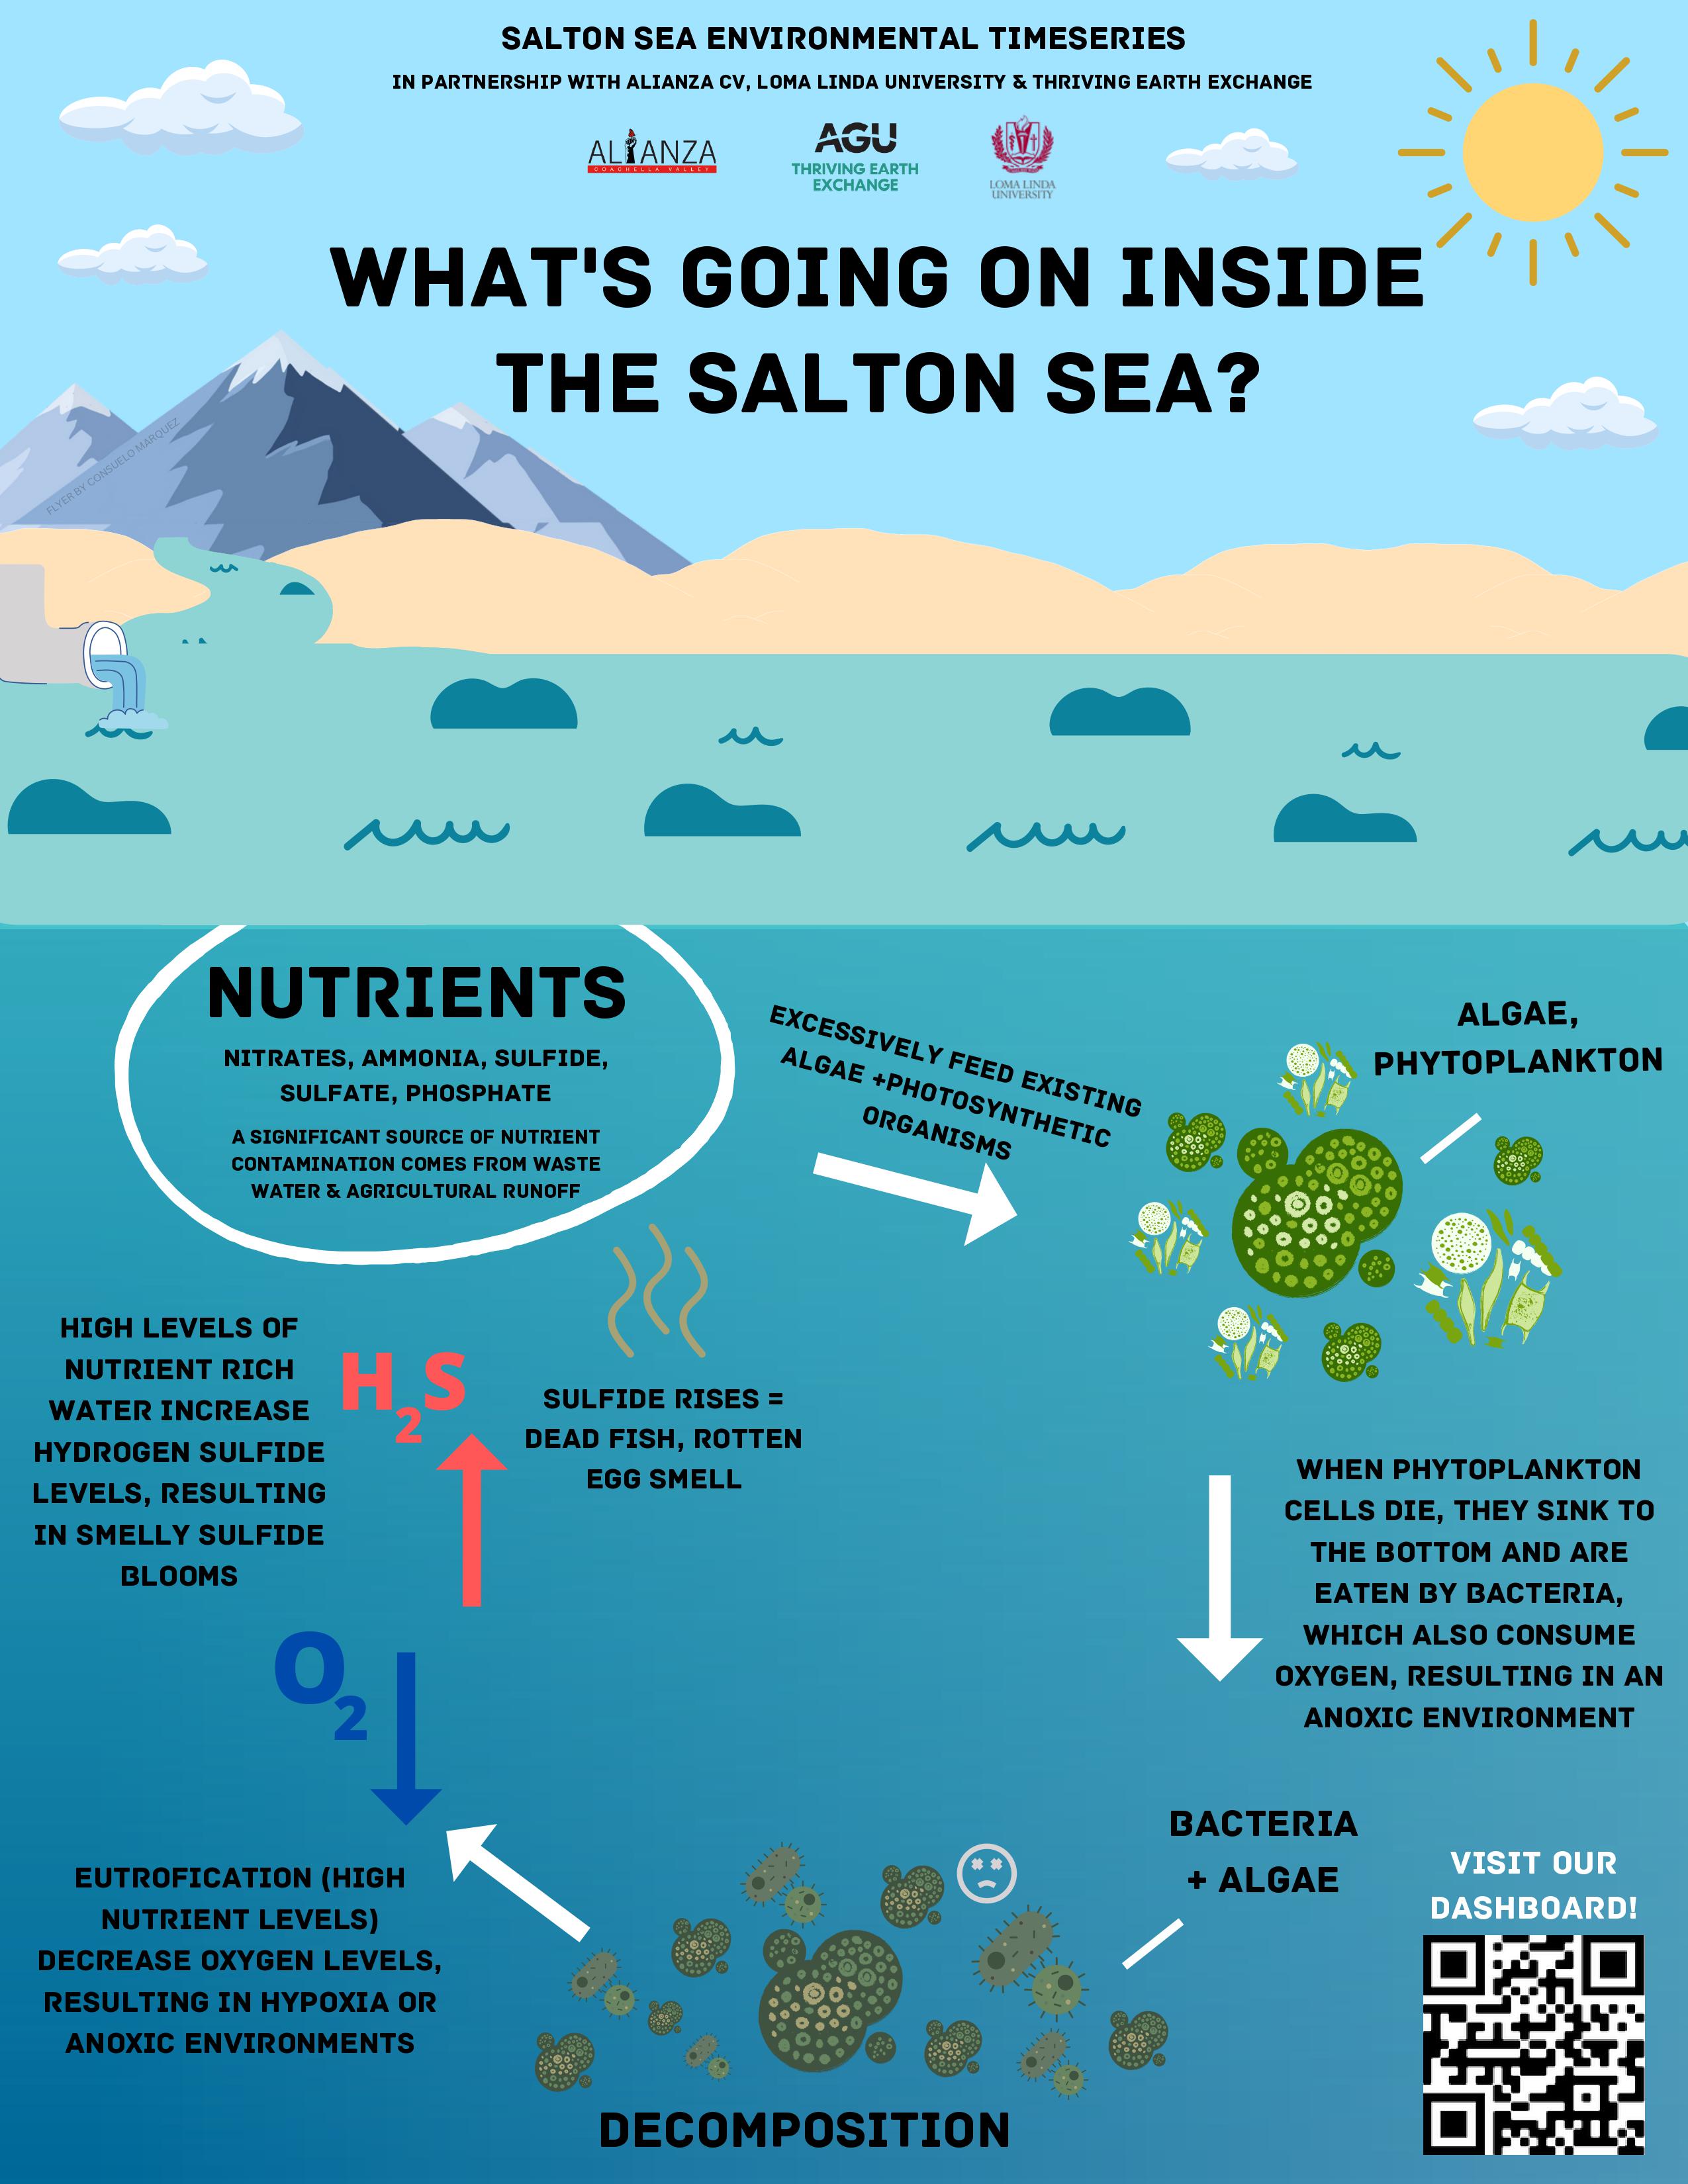 SALTON SEA ENVIRONMENTAL TIMESERIES
IN PARTNERSHIP WITH ALIANZA CV, LOMA LINDA UNIVERSITY & THRIVING EARTH EXCHANGE
ALIANZA
COACHELLA VALLEY
AGU
THRIVING EARTH
EXCHANGE
LOMA LINDA
UNIVERSITY
WHAT'S GOING ON INSIDE
THE SALTON SEA?
FLYER BY CONSUELO MARQUEZ
NUTRIENTS
NITRATES, AMMONIA, SULFIDE,
SULFATE, PHOSPHATE
A SIGNIFICANT SOURCE OF NUTRIENT
CONTAMINATION COMES FROM WASTE
WATER & AGRICULTURAL RUNOFF
EXCESSIVELY FEED EXISTING
ALGAE +PHOTOSYNTHETIC
ORGANISMS
ALGAE,
PHYTOPLANKTON
HIGH LEVELS OF
NUTRIENT RICH
WATER INCREASE
HYDROGEN SULFIDE
LEVELS, RESULTING
IN SMELLY SULFIDE
BLOOMS
H2S
SULFIDE RISES =
DEAD FISH, ROTTEN
EGG SMELL
WHEN PHYTOPLANKTON
CELLS DIE, THEY SINK TO
THE BOTTOM AND ARE
EATEN BY BACTERIA,
WHICH ALSO CONSUME
OXYGEN, RESULTING IN AN
ANOXIC ENVIRONMENT
O2
EUTROFICATION (HIGH
NUTRIENT LEVELS)
DECREASE OXYGEN LEVELS,
RESULTING IN HYPOXIA OR
ANOXIC ENVIRONMENTS
BACTERIA
+ ALGAE
DECOMPOSITION
VISIT OUR
DASHBOARD!